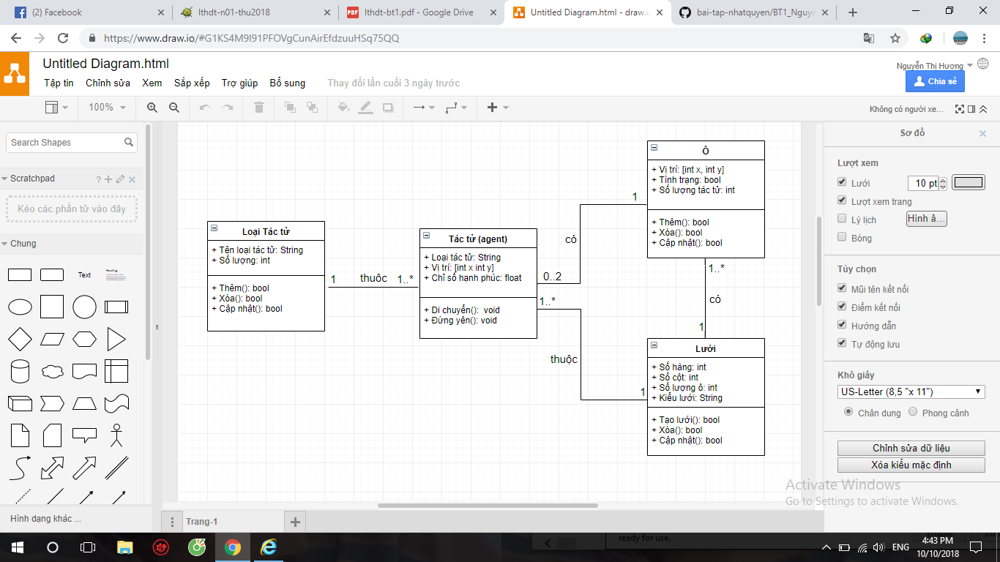 (2) Facebook
lthdt-n01-thu2018
lthdt-bt1.pdf - Google Drive
Untitled Diagram.html - draw.i
bai-tap-nhatquyen/BT1_Nguye
https://www.draw.io/#G1KS4M9I91PFOVgCunAirEfdzuuHSq75QQ
Untitled Diagram.html
Nguyễn Thị Hương
Tập tin Chỉnh sửa Xem Sắp xếp Trợ giúp Bổ sung Thay đổi lần cuối 3 ngày trước
Chia sẻ
100%
Không có người xe...
Search Shapes
Scratchpad
?
Kéo các phần tử vào đây
Chung
Text
Heading
Hình dạng khác ...
Loại Tác tử
+ Tên loại tác tử: String
+ Số lượng: int
+ Thêm(): bool
+ Xóa(): bool
+ Cập nhật(): bool
1 thuôc 1..*
Tác tử (agent)
+ Loại tác tử: String
+ Vị trí: [int x int y]
+ Chỉ số hạnh phúc: float
+ Di chuyển(): void
+ Đứng yên(): void
0..2
có
1
1..*
thuộc
1
Ô
+ Vị trí: [int x, int y]
+ Tình trạng: bool
+ Số lượng tác tử: int
+ Thêm(): bool
+ Xóa(): bool
+ Cập nhật(): bool
1..*
có
1
Lưới
+ Số hàng: int
+ Số cột: int
+ Số lượng ô: int
+ Kiểu lưới: String
+ Tạo lưới(): bool
+ Xóa(): bool
+ Cập nhật(): bool
Sơ đồ
Lượt xem
Lưới 10 pt
Lượt xem trang
Lý lịch Hình ả...
Bóng
Tùy chọn
Mũi tên kết nối
Điểm kết nối
Hướng dẫn
Tự động lưu
Khổ giấy
US-Letter (8,5 "x 11")
Chân dung Phong cảnh
Chỉnh sửa dữ liệu
Xóa kiểu mặc định
Activate Windows
Go to Settings to activate Windows.
Trang-1
ready for use.
ENG
4:43 PM
10/10/2018